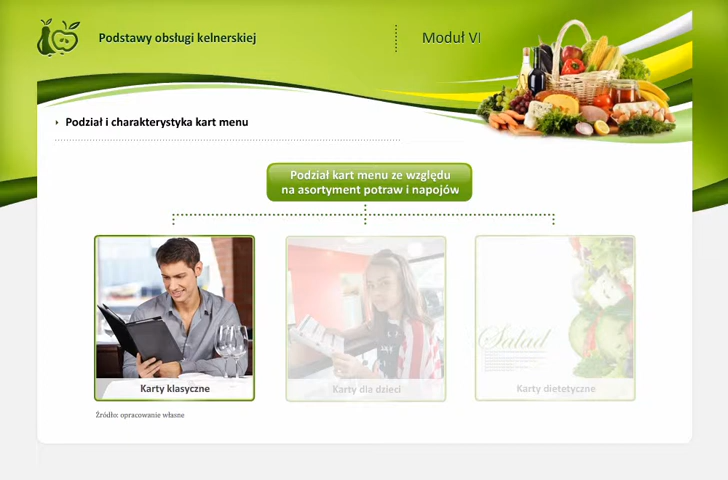 Podstawy obsługi kelnerskiej
Moduł VI
Podział i charakterystyka kart menu
Podział kart menu ze względu
na asortyment potraw i napojów
Salad
Karty klasyczne
Karty dla dzieci
Karty dietetyczne
Źródło: opracowanie własne